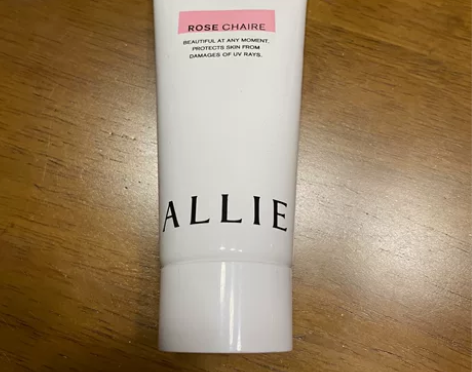 ROSE CHAIRE
BEAUTIFUL AT ANY MOMENT.
PROTECTS SKIN FROM
DAMAGES OF UV RAYS.
ALLIE